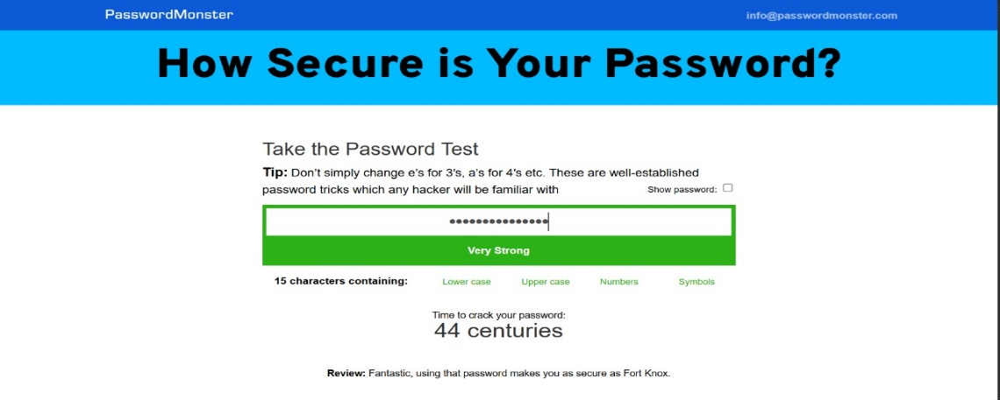 PasswordMonster
info@passwordmonster.com
How Secure is Your Password?
Take the Password Test
Tip: Don't simply change e's for 3's, a's for 4's etc. These are well-established
password tricks which any hacker will be familiar with
Show password:
•••••••••••••••
Very Strong
15 characters containing: Lower case Upper case Numbers Symbols
Time to crack your password:
44 centuries
Review: Fantastic, using that password makes you as secure as Fort Knox.